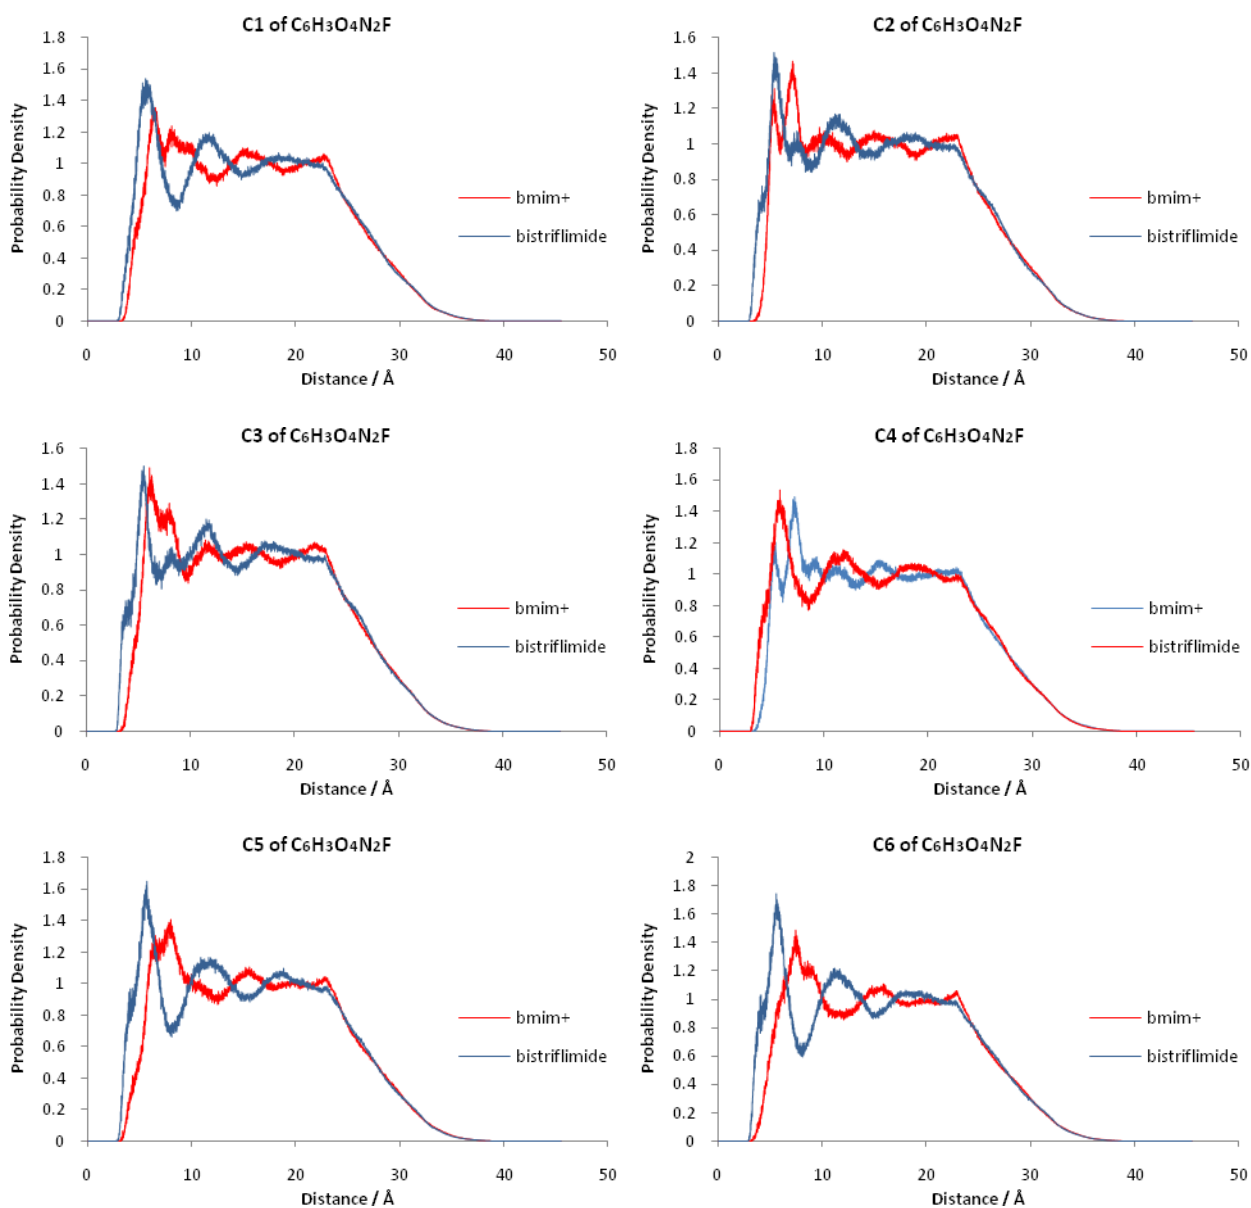 C1 of C6H3O4N2F
1.8
1.6
1.4
1.2
1
0.8
0.6
0.4
0.2
0
Probability Density
bmim+
bistriflimide
0 10 20 30 40 50
Distance / Å
C2 of C6H3O4N2F
1.6
1.4
1.2
1
0.8
0.6
0.4
0.2
0
Probability Density
bmim+
bistriflimide
0 10 20 30 40 50
Distance / Å
C3 of C6H3O4N2F
1.6
1.4
1.2
1
0.8
0.6
0.4
0.2
0
Probability Density
bmim+
bistriflimide
0 10 20 30 40 50
Distance / Å
C4 of C6H3O4N2F
1.8
1.6
1.4
1.2
1
0.8
0.6
0.4
0.2
0
Probability Density
bmim+
bistriflimide
0 10 20 30 40 50
Distance / Å
C5 of C6H3O4N2F
1.8
1.6
1.4
1.2
1
0.8
0.6
0.4
0.2
0
Probability Density
bmim+
bistriflimide
0 10 20 30 40 50
Distance / Å
C6 of C6H3O4N2F
2
1.8
1.6
1.4
1.2
1
0.8
0.6
0.4
0.2
0
Probability Density
bmim+
bistriflimide
0 10 20 30 40 50
Distance / Å